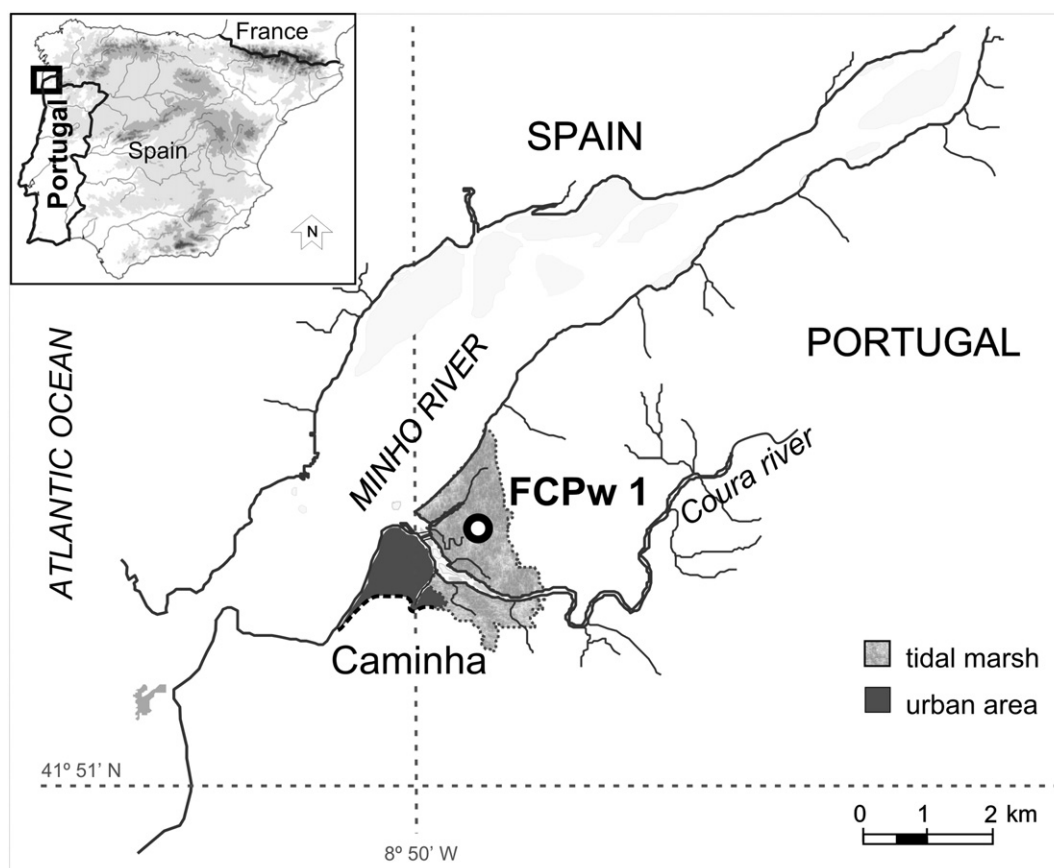 France
Portugal
Spain
N
SPAIN
ATLANTIC OCEAN
MINHO RIVER
PORTUGAL
Coura river
FCPw 1
Caminha
tidal marsh
urban area
41º 51’ N
8º 50’ W
0 1 2 km